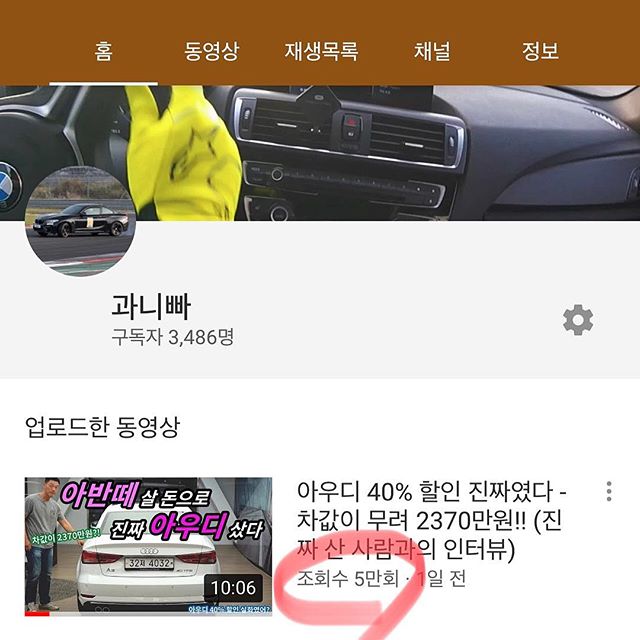 홈 동영상 재생목록 채널 정보
과니빠
구독자 3,486명
업로드한 동영상
아반떼 살 돈으로
차값이 2370만원?!
진짜 아우디 샀다
A3
32제 4032
10:06
아우디 40% 할인 실화였어?
아우디 40% 할인 진짜였다 -
차값이 무려 2370만원!! (진
짜 산 사람과의 인터뷰)
조회수 5만회 · 1일 전